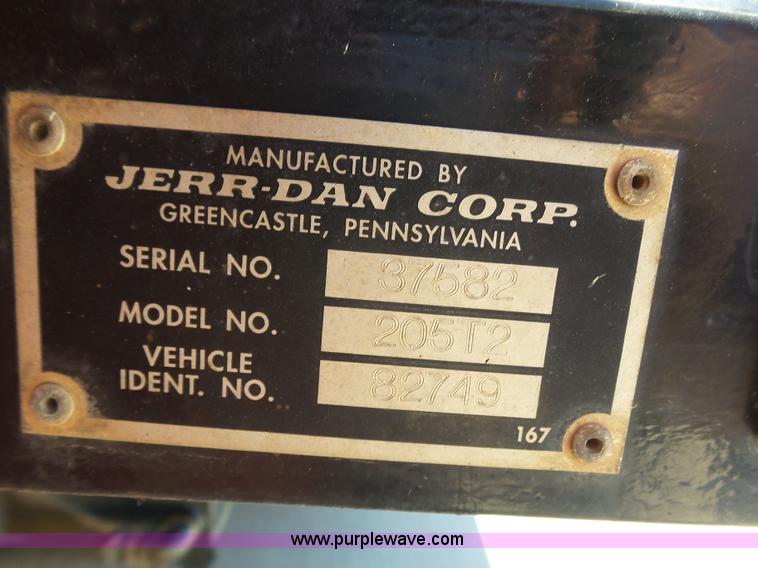 MANUFACTURED BY
JERR-DAN CORP.
GREENCASTLE, PENNSYLVANIA
SERIAL NO. 37582
MODEL NO. 205T2
VEHICLE
IDENT. NO. 82749
167
www.purplewave.com